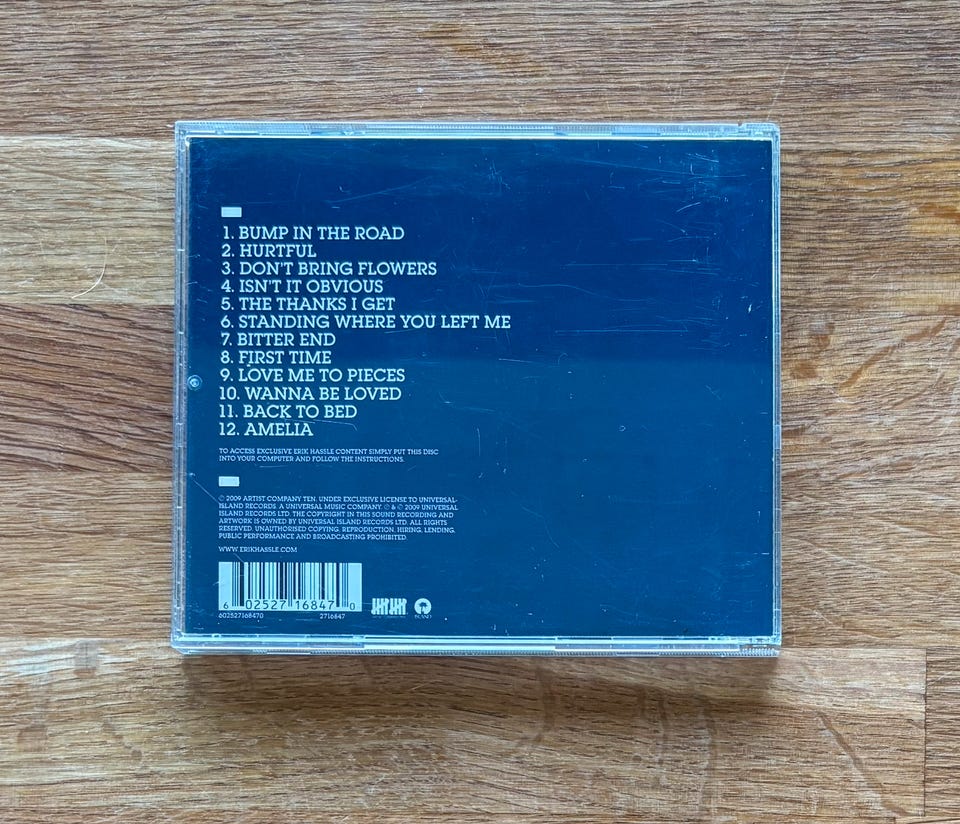 1. BUMP IN THE ROAD
2. HURTFUL
3. DON'T BRING FLOWERS
4. ISN'T IT OBVIOUS
5. THE THANKS I GET
6. STANDING WHERE YOU LEFT ME
7. BITTER END
8. FIRST TIME
9. LOVE ME TO PIECES
10. WANNA BE LOVED
11. BACK TO BED
12. AMELIA
TO ACCESS EXCLUSIVE ERIK HASSLE CONTENT SIMPLY PUT THIS DISC
INTO YOUR COMPUTER AND FOLLOW THE INSTRUCTIONS.
℗ 2009 ARTIST COMPANY TEN. UNDER EXCLUSIVE LICENSE TO UNIVERSAL-
ISLAND RECORDS. A UNIVERSAL MUSIC COMPANY. ℗ & © 2009 UNIVERSAL
ISLAND RECORDS LTD. THE COPYRIGHT IN THIS SOUND RECORDING AND
ARTWORK IS OWNED BY UNIVERSAL ISLAND RECORDS LTD. ALL RIGHTS
RESERVED. UNAUTHORISED COPYING, REPRODUCTION, HIRING, LENDING,
PUBLIC PERFORMANCE AND BROADCASTING PROHIBITED.
WWW.ERIKHASSLE.COM
6 02527 16847 0
602527168470 2716847
ISLAND